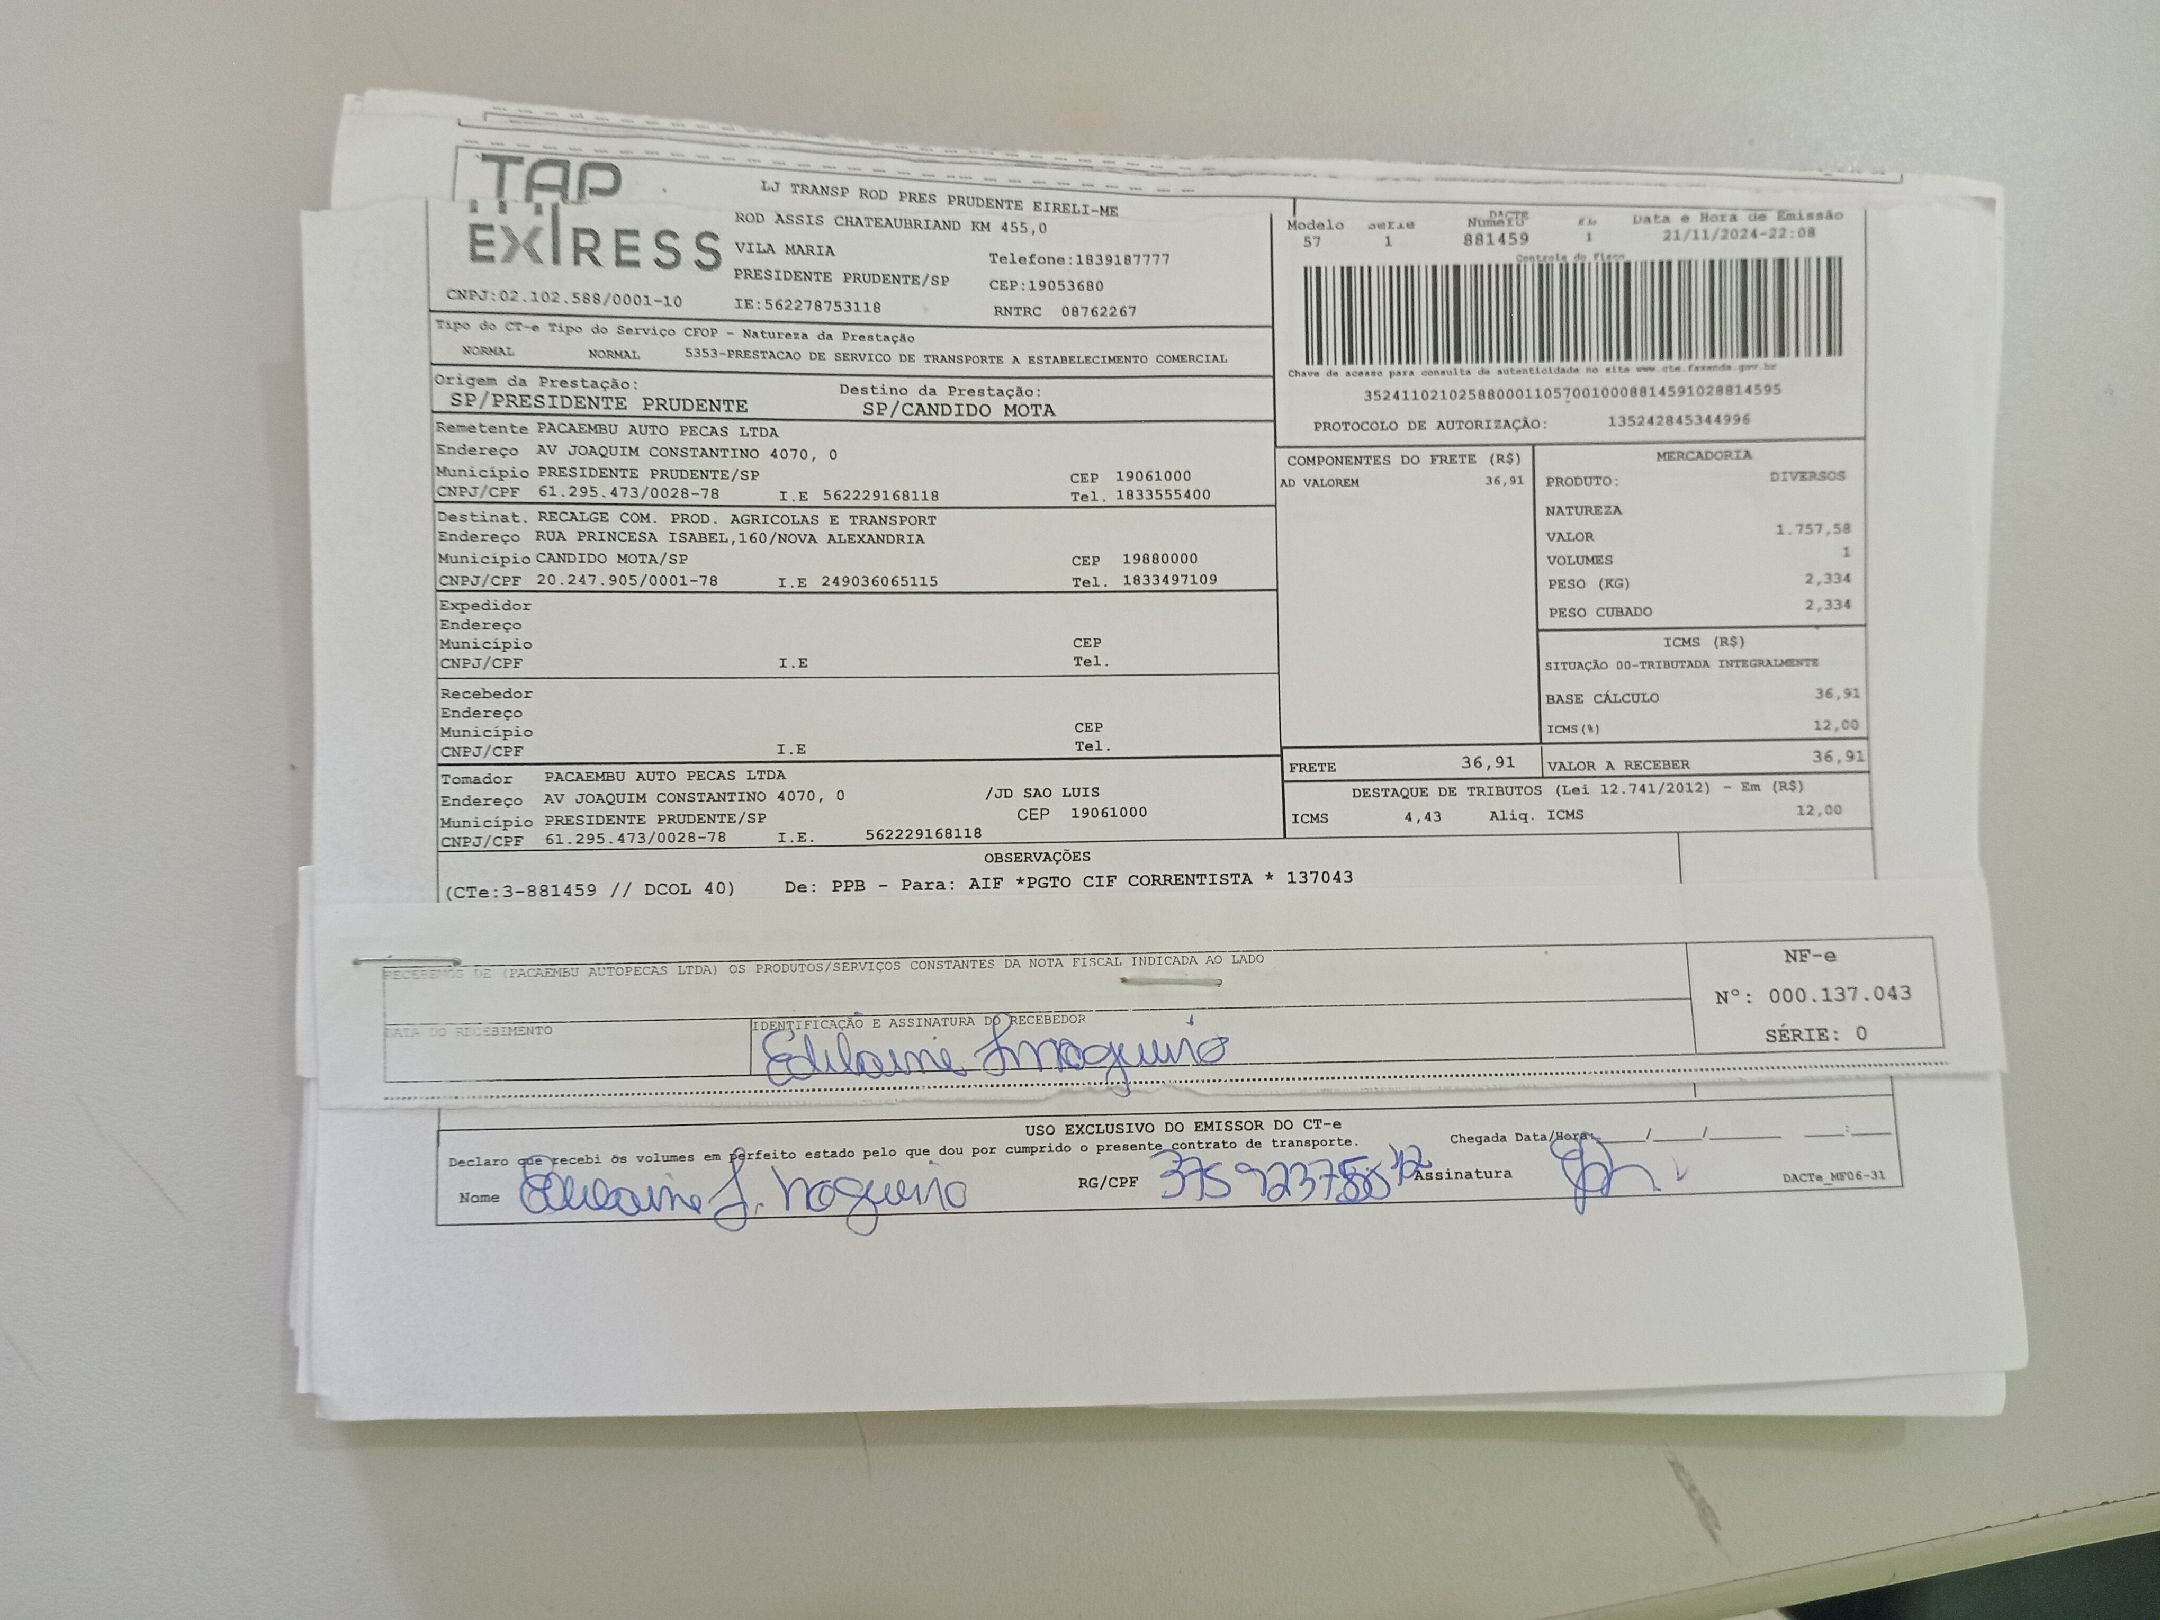 TAP
EXPRESS
LJ TRANSP ROD PRES PRUDENTE EIRELI-ME
ROD ASSIS CHATEAUBRIAND KM 455,0
VILA MARIA Telefone:1839187777
PRESIDENTE PRUDENTE/SP CEP:19053680
CNPJ:02.102.588/0001-10 IE:562278753118 RNTRC 08762267
DACTE
Modelo serie Número FL Data e Hora de Emissão
57 1 881459 1 21/11/2024-22:08
Controle do Fisco
Chave de acesso para consulta de autenticidade no site www.cte.fazenda.gov.br
35241102102588000110570010008814591028814595
PROTOCOLO DE AUTORIZAÇÃO: 135242845344996
Tipo do CT-e Tipo do Serviço CFOP - Natureza da Prestação
NORMAL NORMAL 5353-PRESTACAO DE SERVICO DE TRANSPORTE A ESTABELECIMENTO COMERCIAL
Origem da Prestação: Destino da Prestação:
SP/PRESIDENTE PRUDENTE SP/CANDIDO MOTA
Remetente PACAEMBU AUTO PECAS LTDA
Endereço AV JOAQUIM CONSTANTINO 4070, 0
Município PRESIDENTE PRUDENTE/SP CEP 19061000
CNPJ/CPF 61.295.473/0028-78 I.E 562229168118 Tel. 1833555400
Destinat. RECALGE COM. PROD. AGRICOLAS E TRANSPORT
Endereço RUA PRINCESA ISABEL,160/NOVA ALEXANDRIA
Município CANDIDO MOTA/SP CEP 19880000
CNPJ/CPF 20.247.905/0001-78 I.E 249036065115 Tel. 1833497109
Expedidor
Endereço
Município CEP
CNPJ/CPF I.E Tel.
Recebedor
Endereço
Município CEP
CNPJ/CPF I.E Tel.
Tomador PACAEMBU AUTO PECAS LTDA
Endereço AV JOAQUIM CONSTANTINO 4070, 0 /JD SAO LUIS
Município PRESIDENTE PRUDENTE/SP CEP 19061000
CNPJ/CPF 61.295.473/0028-78 I.E. 562229168118
COMPONENTES DO FRETE (R$)
AD VALOREM 36,91
MERCADORIA
PRODUTO: DIVERSOS
NATUREZA
VALOR 1.757,58
VOLUMES 1
PESO (KG) 2,334
PESO CUBADO 2,334
ICMS (R$)
SITUAÇÃO 00-TRIBUTADA INTEGRALMENTE
BASE CÁLCULO 36,91
ICMS(%) 12,00
FRETE 36,91 VALOR A RECEBER 36,91
DESTAQUE DE TRIBUTOS (Lei 12.741/2012) - Em (R$)
ICMS 4,43 Aliq. ICMS 12,00
OBSERVAÇÕES
(CTe:3-881459 // DCOL 40) De: PPB - Para: AIF *PGTO CIF CORRENTISTA * 137043
RECEBEMOS DE (PACAEMBU AUTOPECAS LTDA) OS PRODUTOS/SERVIÇOS CONSTANTES DA NOTA FISCAL INDICADA AO LADO
NF-e
Nº: 000.137.043
SÉRIE: 0
DATA DO RECEBIMENTO IDENTIFICAÇÃO E ASSINATURA DO RECEBEDOR
Edilaine
USO EXCLUSIVO DO EMISSOR DO CT-e
Declaro que recebi os volumes em perfeito estado pelo que dou por cumprido o presente contrato de transporte. Chegada Data/Hora: / / :
Nome Edilaine J. Nogueira RG/CPF Assinatura DACTe_MF06-31